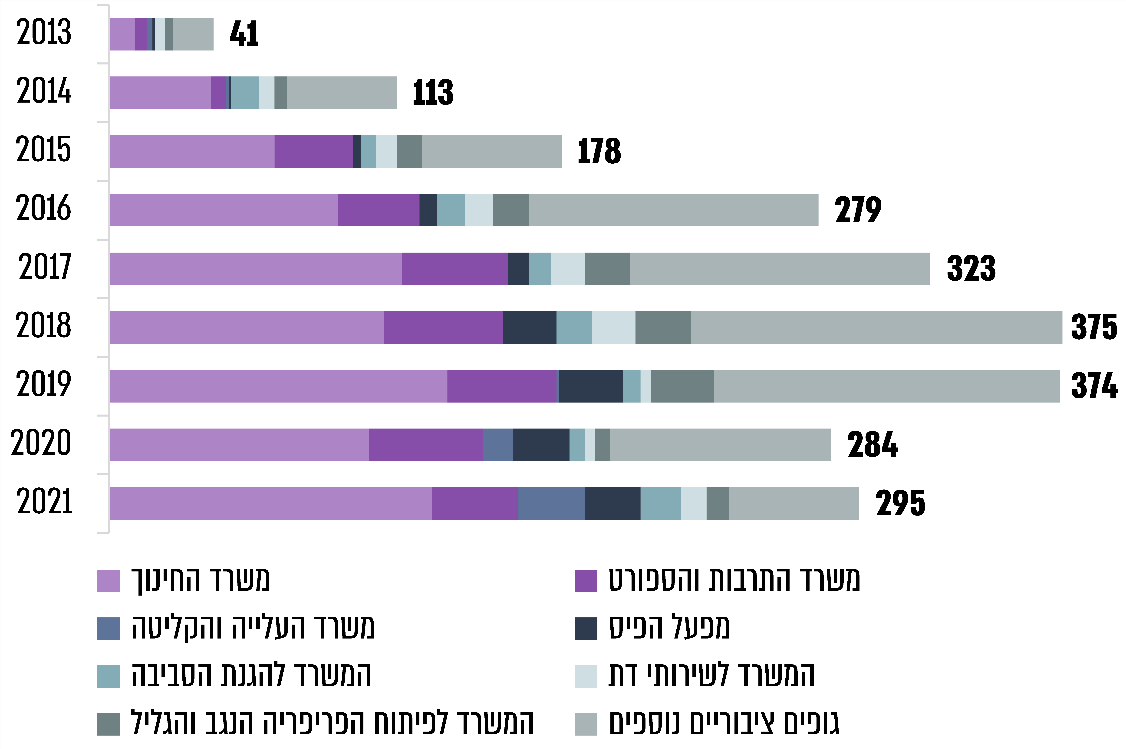 2013 41
2014 113
2015 178
2016 279
2017 323
2018 375
2019 374
2020 284
2021 295
משרד החינוך
משרד התרבות והספורט
משרד העלייה והקליטה
מפעל הפיס
המשרד להגנת הסביבה
המשרד לשירותי דת
המשרד לפיתוח הפריפריה הנגב והגליל
גופים ציבוריים נוספים